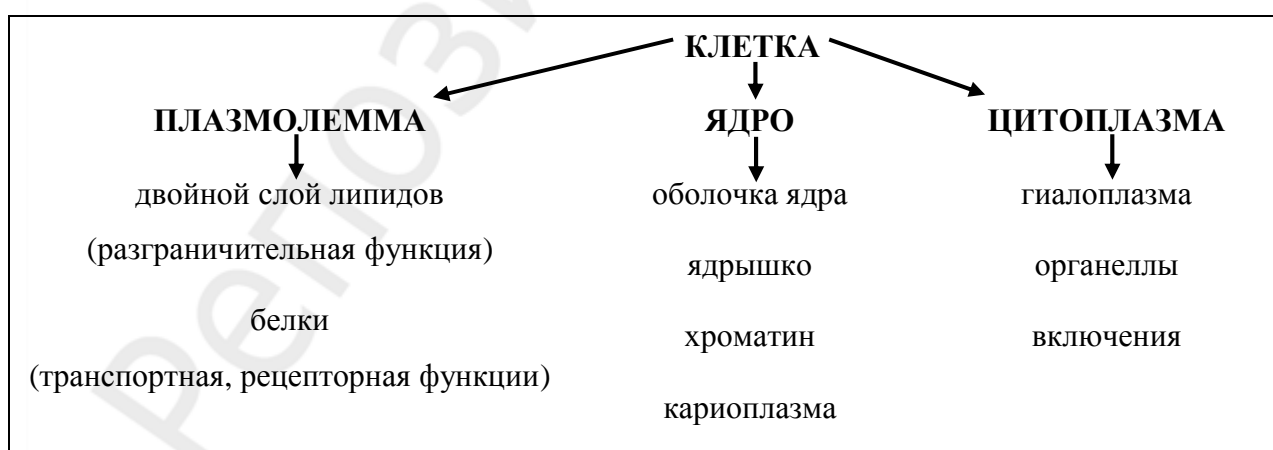 КЛЕТКА
ПЛАЗМОЛЕММА ЯДРО ЦИТОПЛАЗМА
двойной слой липидов оболочка ядра гиалоплазма
(разграничительная функция)
ядрышко органеллы
белки
хроматин включения
(транспортная, рецепторная функции)
кариоплазма